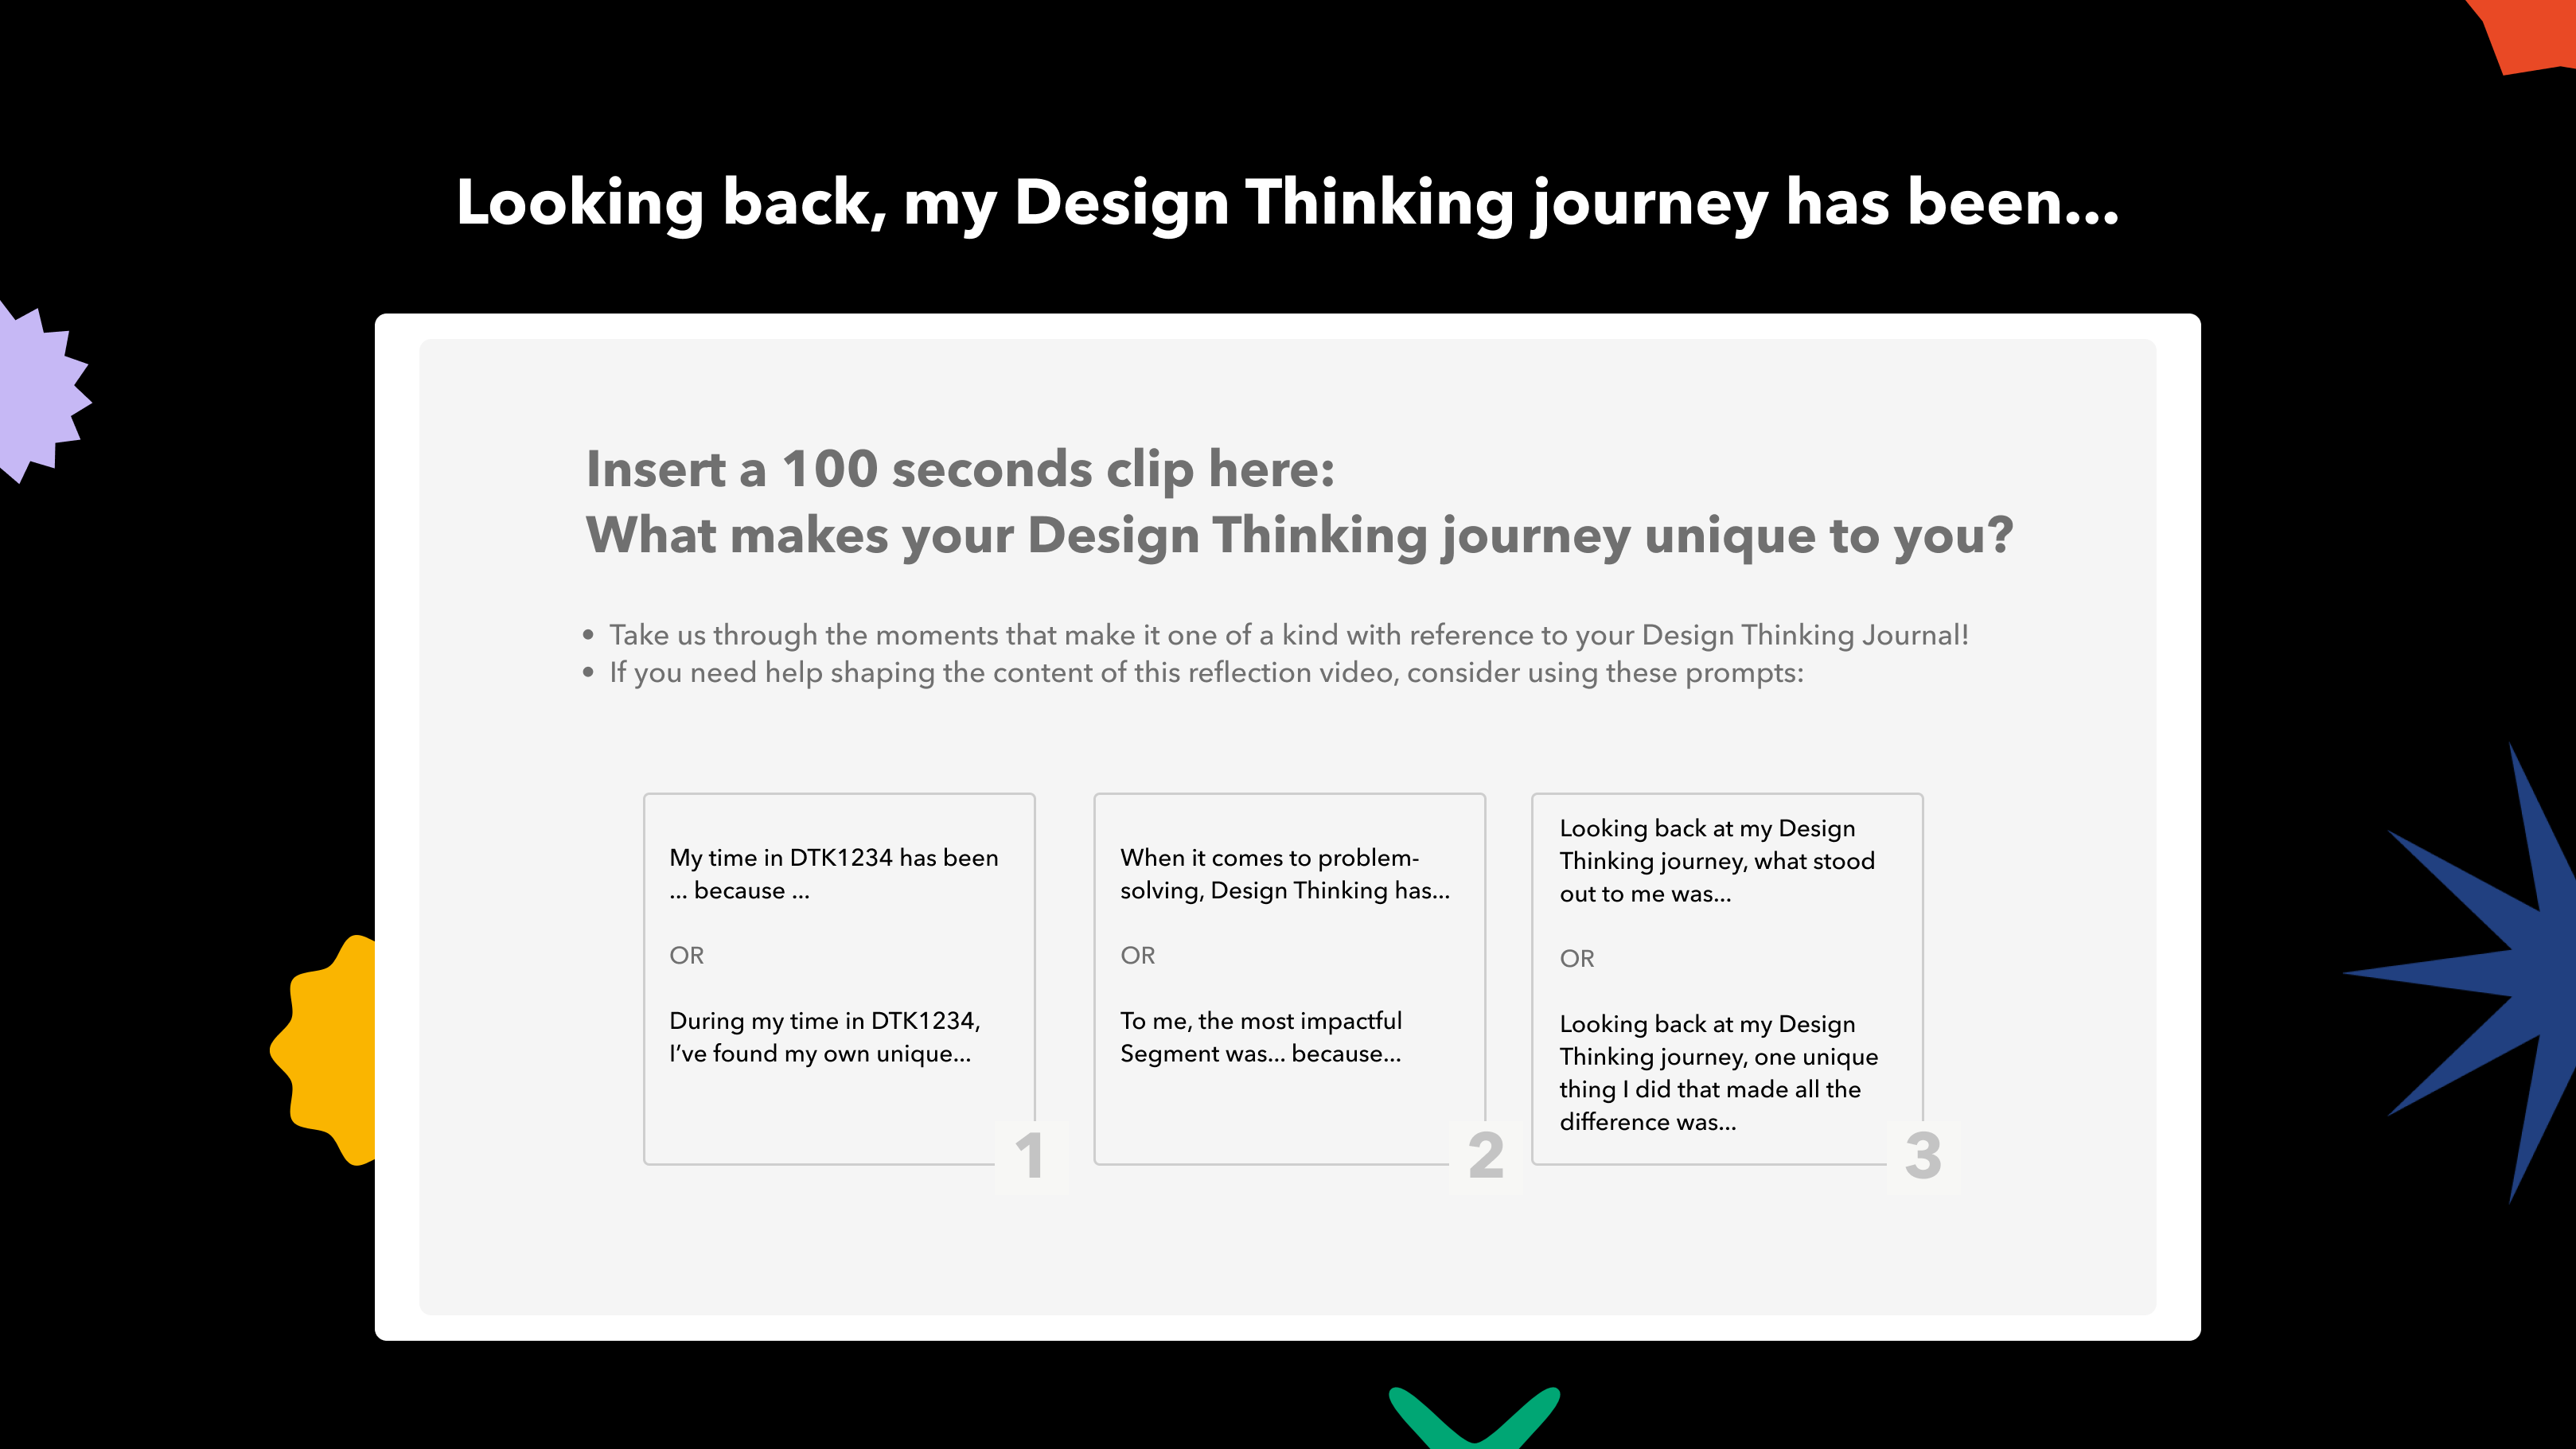 Looking back, my Design Thinking journey has been...
Insert a 100 seconds clip here:
What makes your Design Thinking journey unique to you?
• Take us through the moments that make it one of a kind with reference to your Design Thinking Journal!
• If you need help shaping the content of this reflection video, consider using these prompts:
My time in DTK1234 has been
... because ...
OR
During my time in DTK1234,
I’ve found my own unique...
1
When it comes to problem-
solving, Design Thinking has...
OR
To me, the most impactful
Segment was... because...
2
Looking back at my Design
Thinking journey, what stood
out to me was...
OR
Looking back at my Design
Thinking journey, one unique
thing I did that made all the
difference was...
3